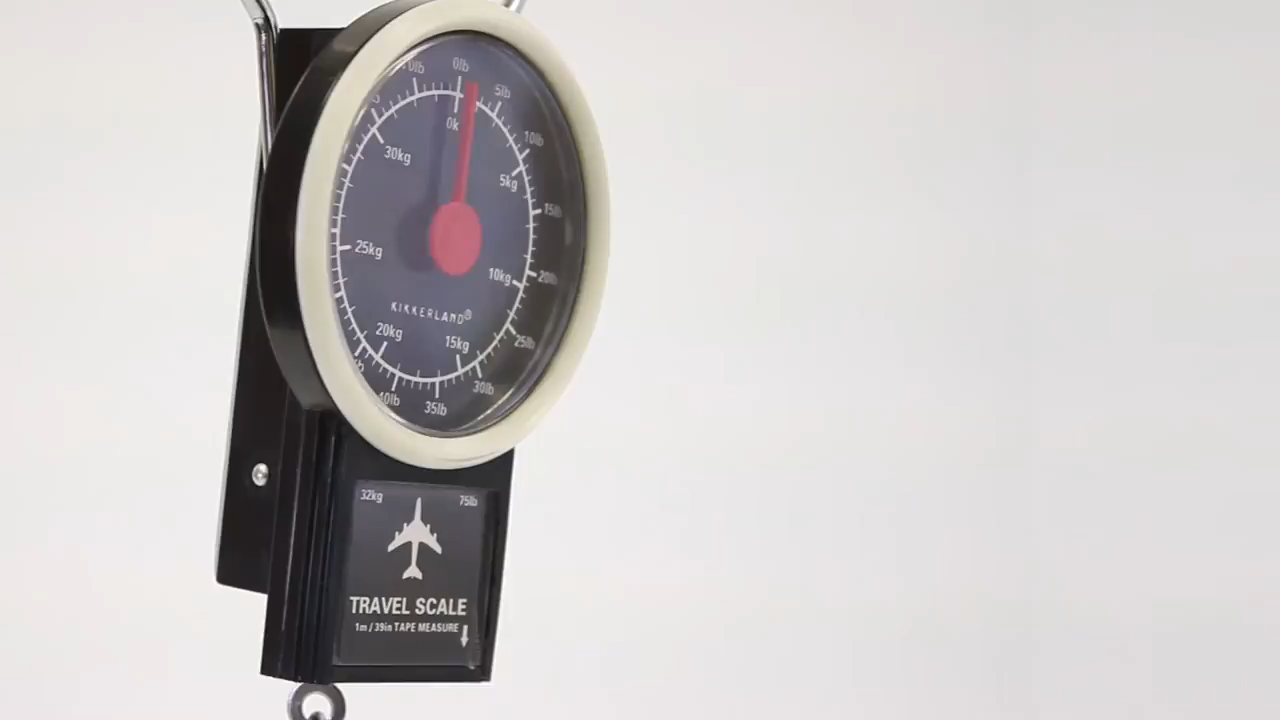 0lb
5lb
10lb
15lb
20lb
25lb
30lb
35lb
40lb
0k
5kg
10kg
15kg
20kg
25kg
30kg
KIKKERLAND®
32kg 75lb
TRAVEL SCALE
1m / 39in TAPE MEASURE